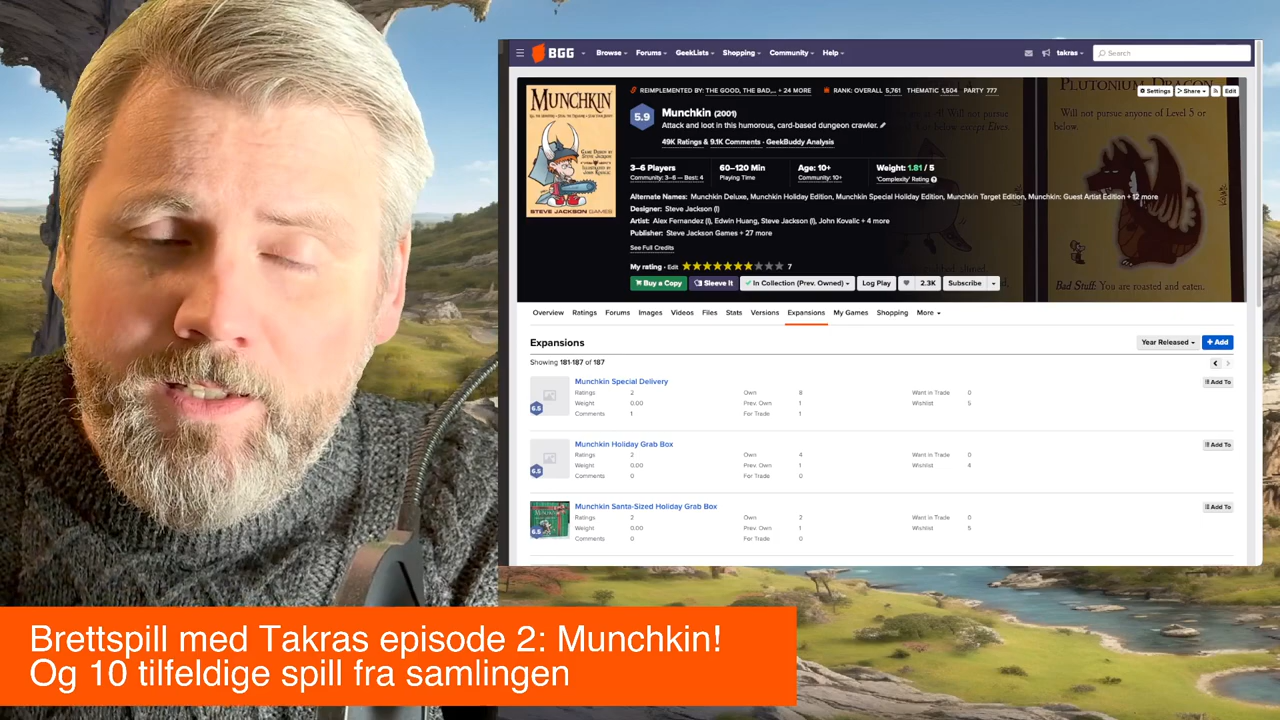 BGG
Browse
Forums
GeekLists
Shopping
Community
Help
takras
Search
MUNCHKIN
GAME DESIGN BY
STEVE JACKSON
ILLUSTRATED BY
JOHN KOVALIC
STEVE JACKSON GAMES
REIMPLEMENTED BY: THE GOOD, THE BAD,... + 24 MORE
RANK: OVERALL 5,761 THEMATIC 1,504 PARTY 777
Settings
Share
Edit
5.9
Munchkin (2001)
Attack and loot in this humorous, card-based dungeon crawler.
49K Ratings & 9.1K Comments · GeekBuddy Analysis
3–6 Players
Community: 3–6 — Best: 4
60–120 Min
Playing Time
Age: 10+
Community: 10+
Weight: 1.81 / 5
'Complexity' Rating
Alternate Names: Munchkin Deluxe, Munchkin Holiday Edition, Munchkin Special Holiday Edition, Munchkin Target Edition, Munchkin: Guest Artist Edition + 12 more
Designer: Steve Jackson (I)
Artist: Alex Fernandez (I), Edwin Huang, Steve Jackson (I), John Kovalic + 4 more
Publisher: Steve Jackson Games + 27 more
See Full Credits
My rating · Edit 7
Buy a Copy
Sleeve It
In Collection (Prev. Owned)
Log Play
2.3K
Subscribe
PLUTONIUM DRAGON
Will not pursue anyone of Level 5 or
below.
Bad Stuff: You are roasted and eaten.
Overview Ratings Forums Images Videos Files Stats Versions Expansions My Games Shopping More
Expansions
Year Released
+ Add
Showing 181-187 of 187
Munchkin Special Delivery
Add To
6.5
Ratings 2 Own 8 Want in Trade 0
Weight 0.00 Prev. Own 1 Wishlist 5
Comments 1 For Trade 1
Munchkin Holiday Grab Box
Add To
6.5
Ratings 2 Own 4 Want in Trade 0
Weight 0.00 Prev. Own 1 Wishlist 4
Comments 0 For Trade 0
Munchkin Santa-Sized Holiday Grab Box
Add To
6.5
Ratings 2 Own 2 Want in Trade 0
Weight 0.00 Prev. Own 1 Wishlist 5
Comments 0 For Trade 0
Brettspill med Takras episode 2: Munchkin!
Og 10 tilfeldige spill fra samlingen